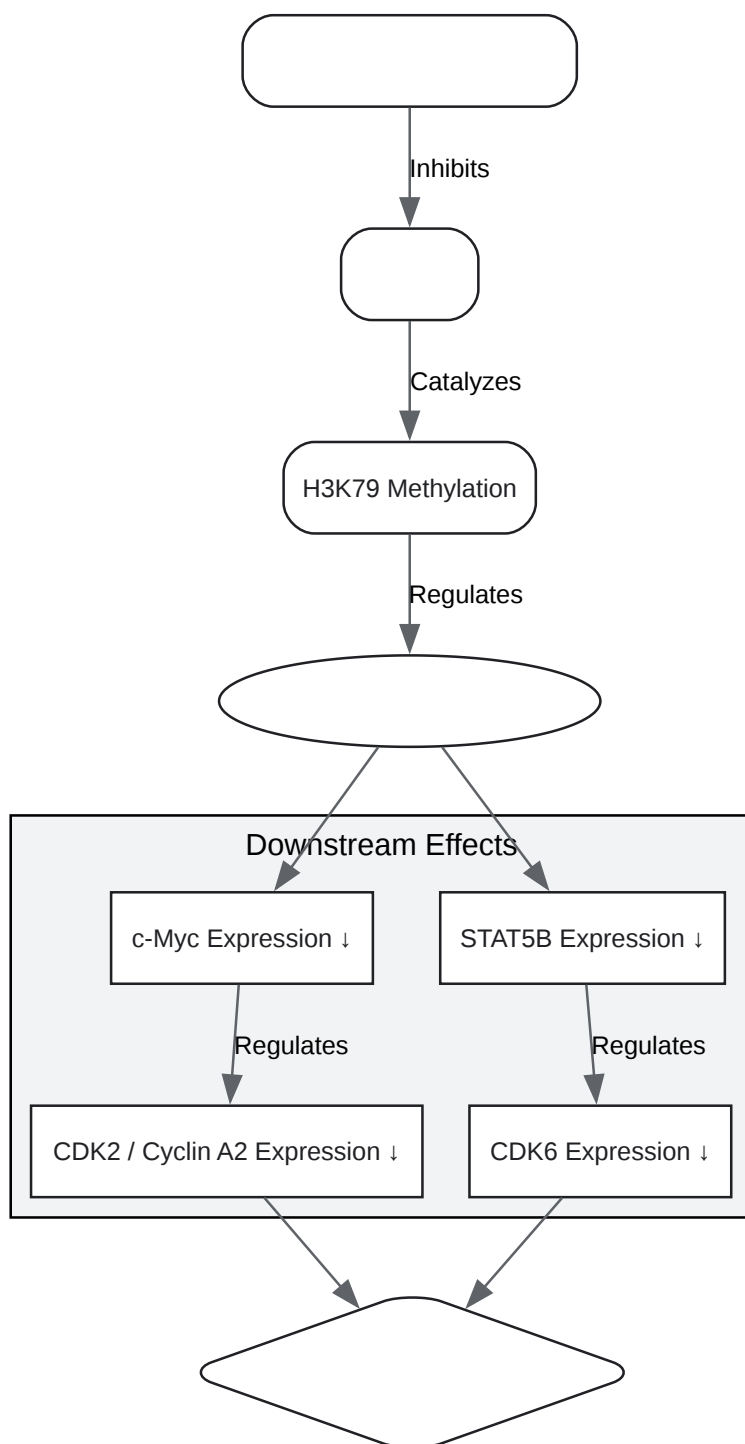 Inhibits
Catalyzes
H3K79 Methylation
Regulates
Downstream Effects
c-Myc Expression ↓
STAT5B Expression ↓
Regulates
Regulates
CDK2 / Cyclin A2 Expression ↓
CDK6 Expression ↓